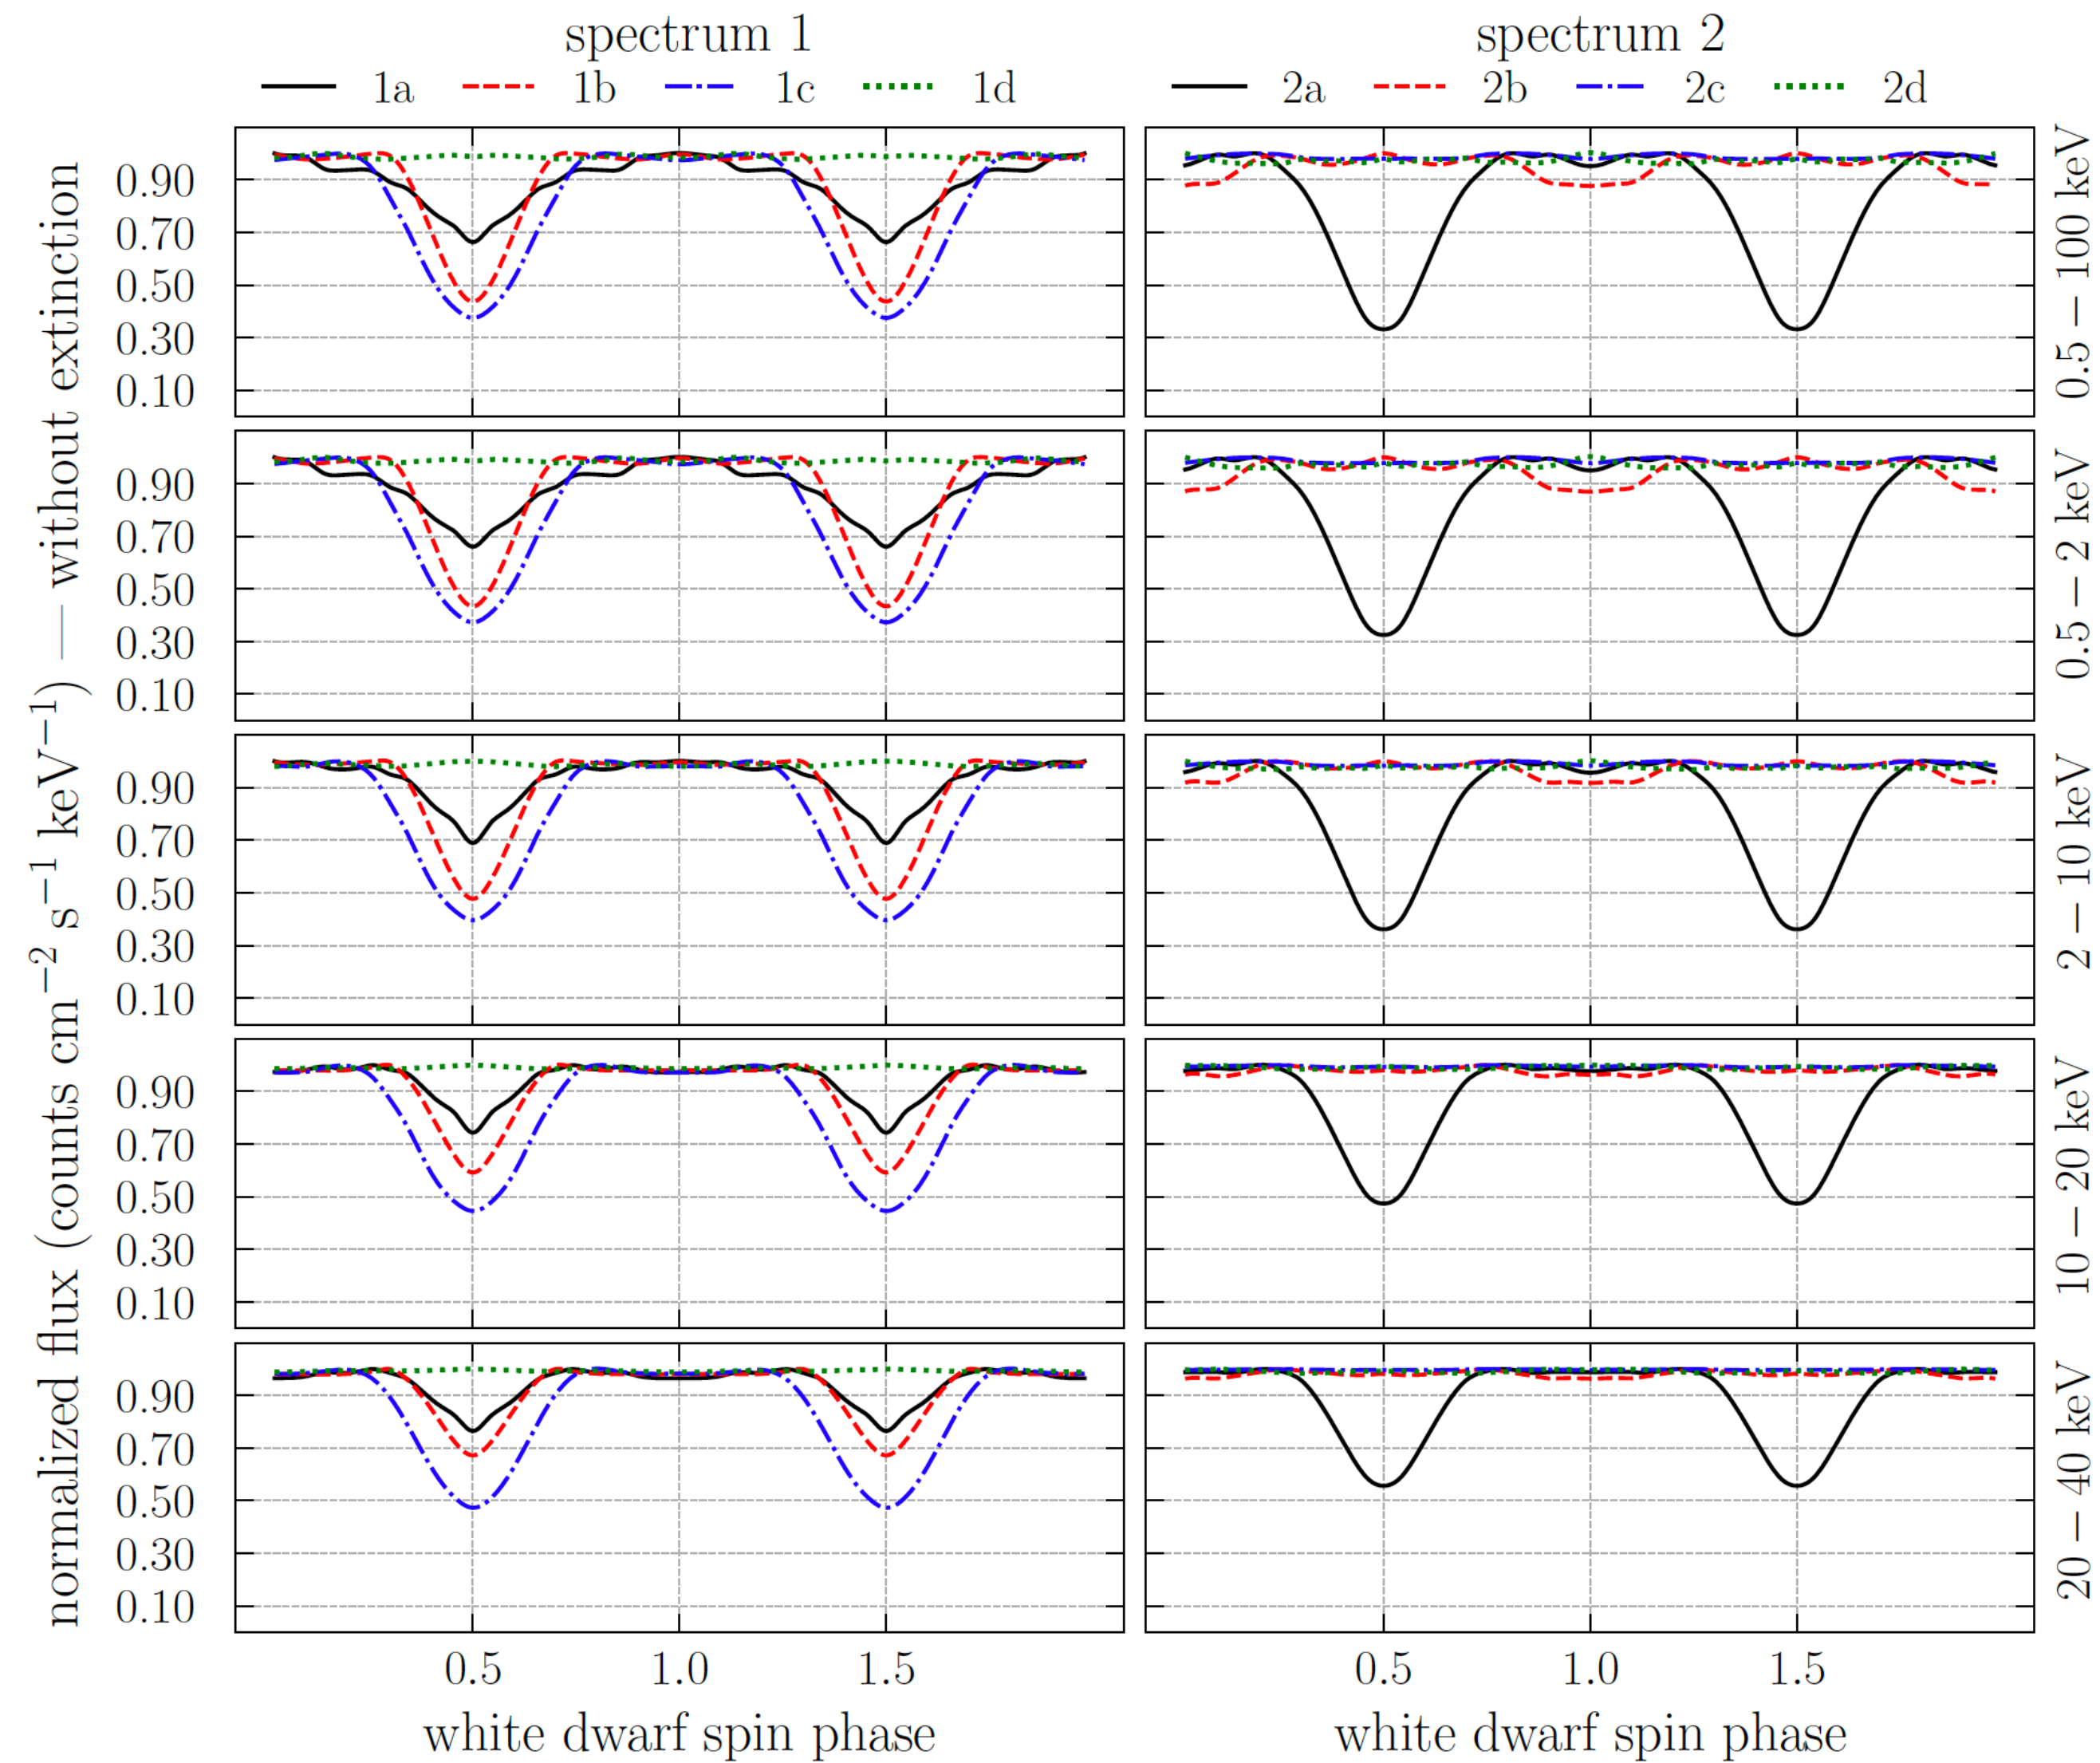 spectrum 1
1a 1b 1c 1d
spectrum 2
2a 2b 2c 2d
normalized flux (counts cm⁻² s⁻¹ keV⁻¹) — without extinction
0.90
0.70
0.50
0.30
0.10
0.5 − 100 keV
0.90
0.70
0.50
0.30
0.10
0.5 − 2 keV
0.90
0.70
0.50
0.30
0.10
2 − 10 keV
0.90
0.70
0.50
0.30
0.10
10 − 20 keV
0.90
0.70
0.50
0.30
0.10
20 − 40 keV
0.5 1.0 1.5
0.5 1.0 1.5
white dwarf spin phase
white dwarf spin phase